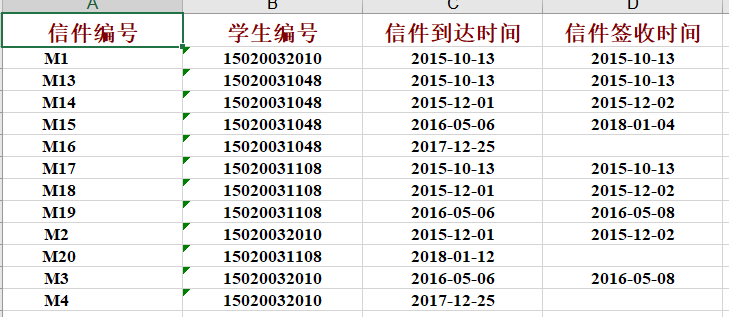 A B C D
信件编号 学生编号 信件到达时间 信件签收时间
M1 15020032010 2015-10-13 2015-10-13
M13 15020031048 2015-10-13 2015-10-13
M14 15020031048 2015-12-01 2015-12-02
M15 15020031048 2016-05-06 2018-01-04
M16 15020031048 2017-12-25
M17 15020031108 2015-10-13 2015-10-13
M18 15020031108 2015-12-01 2015-12-02
M19 15020031108 2016-05-06 2016-05-08
M2 15020032010 2015-12-01 2015-12-02
M20 15020031108 2018-01-12
M3 15020032010 2016-05-06 2016-05-08
M4 15020032010 2017-12-25